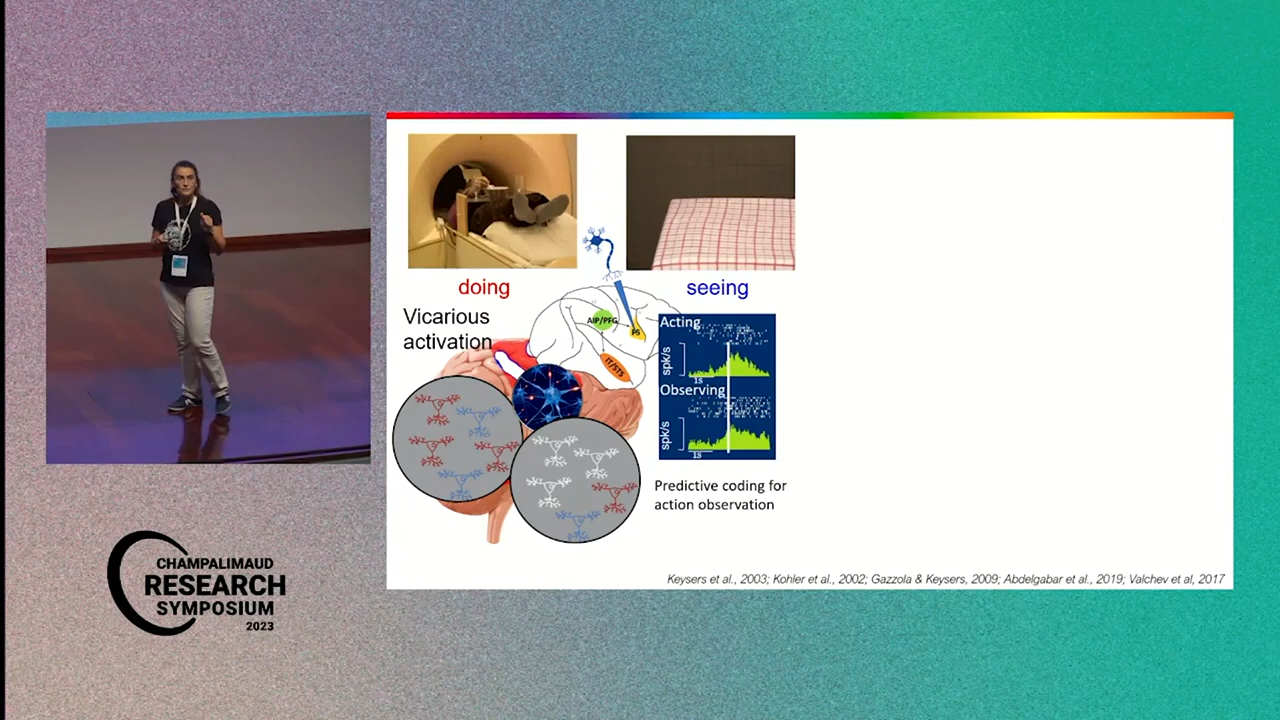 doing
seeing
Vicarious
activation
AIP/PFG
F5
IT/STS
Acting
spk/s
1s
Observing
spk/s
1s
Predictive coding for
action observation
Keysers et al., 2003; Kohler et al., 2002; Gazzola & Keysers, 2009; Abdelgabar et al., 2019; Valchev et al, 2017
CHAMPALIMAUD
RESEARCH
SYMPOSIUM
2023